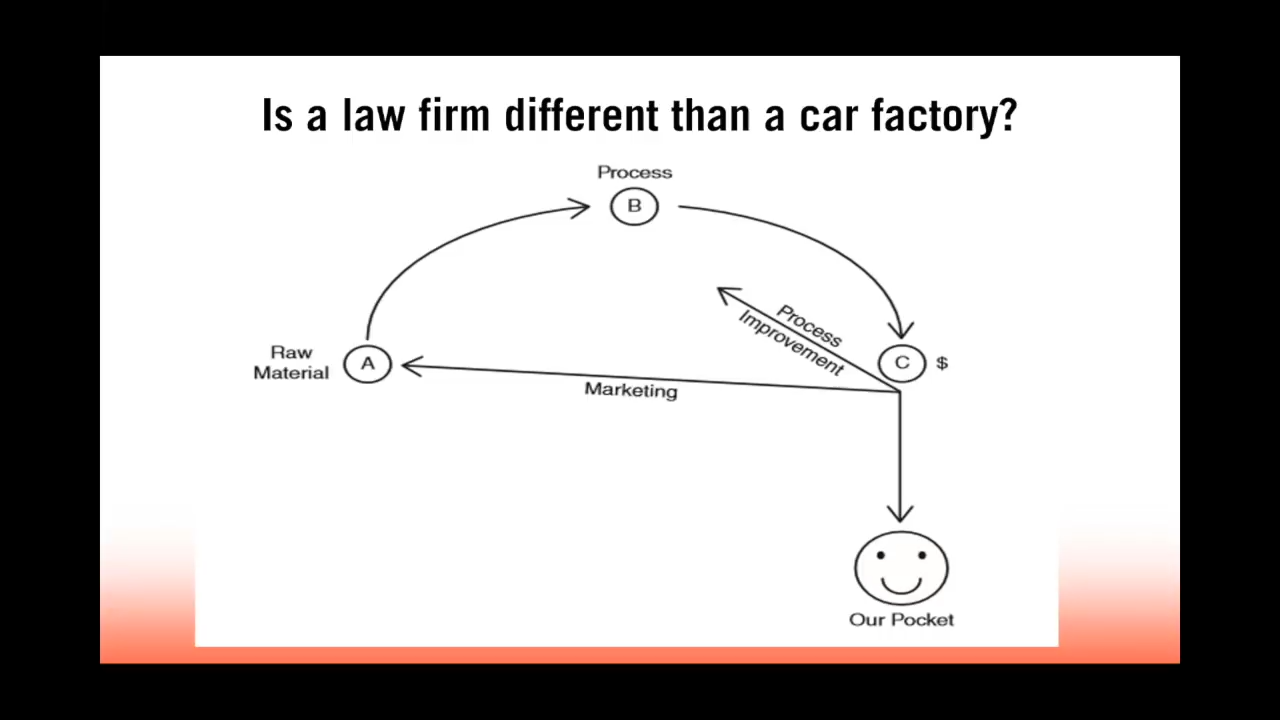 Is a law firm different than a car factory?
Process
B
Process
Improvement
Raw
Material
A
C
$
Marketing
Our Pocket